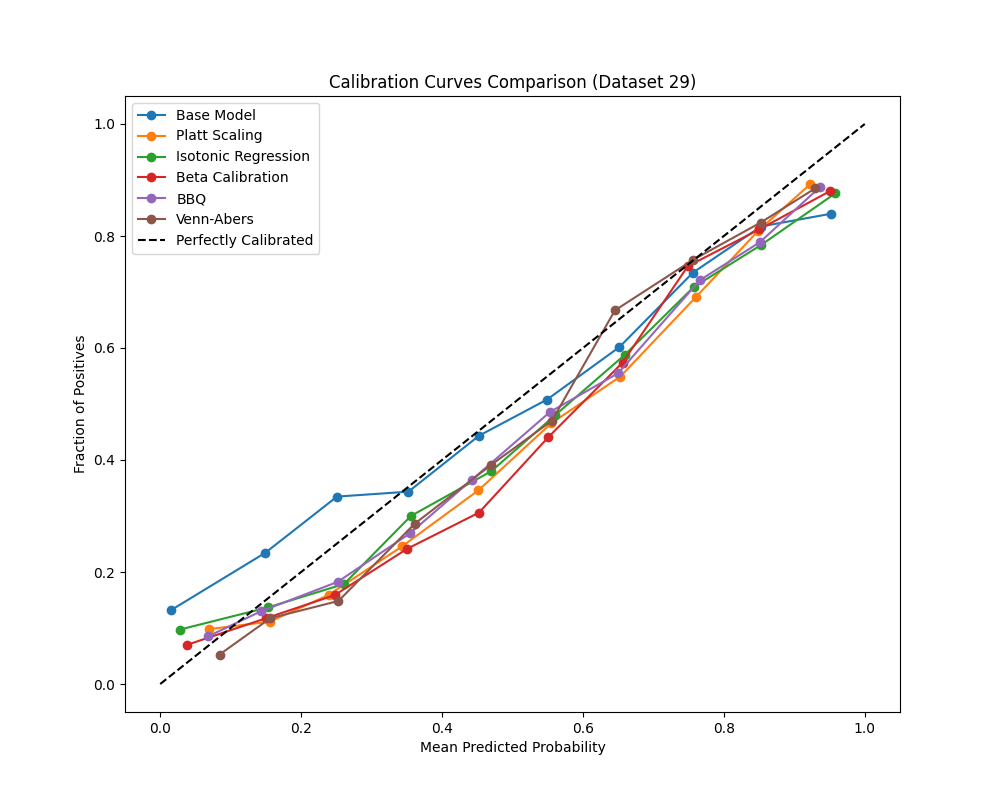 Calibration Curves Comparison (Dataset 29)
Base Model
Platt Scaling
Isotonic Regression
Beta Calibration
BBQ
Venn-Abers
Perfectly Calibrated
Fraction of Positives
1.0
0.8
0.6
0.4
0.2
0.0
0.0 0.2 0.4 0.6 0.8 1.0
Mean Predicted Probability